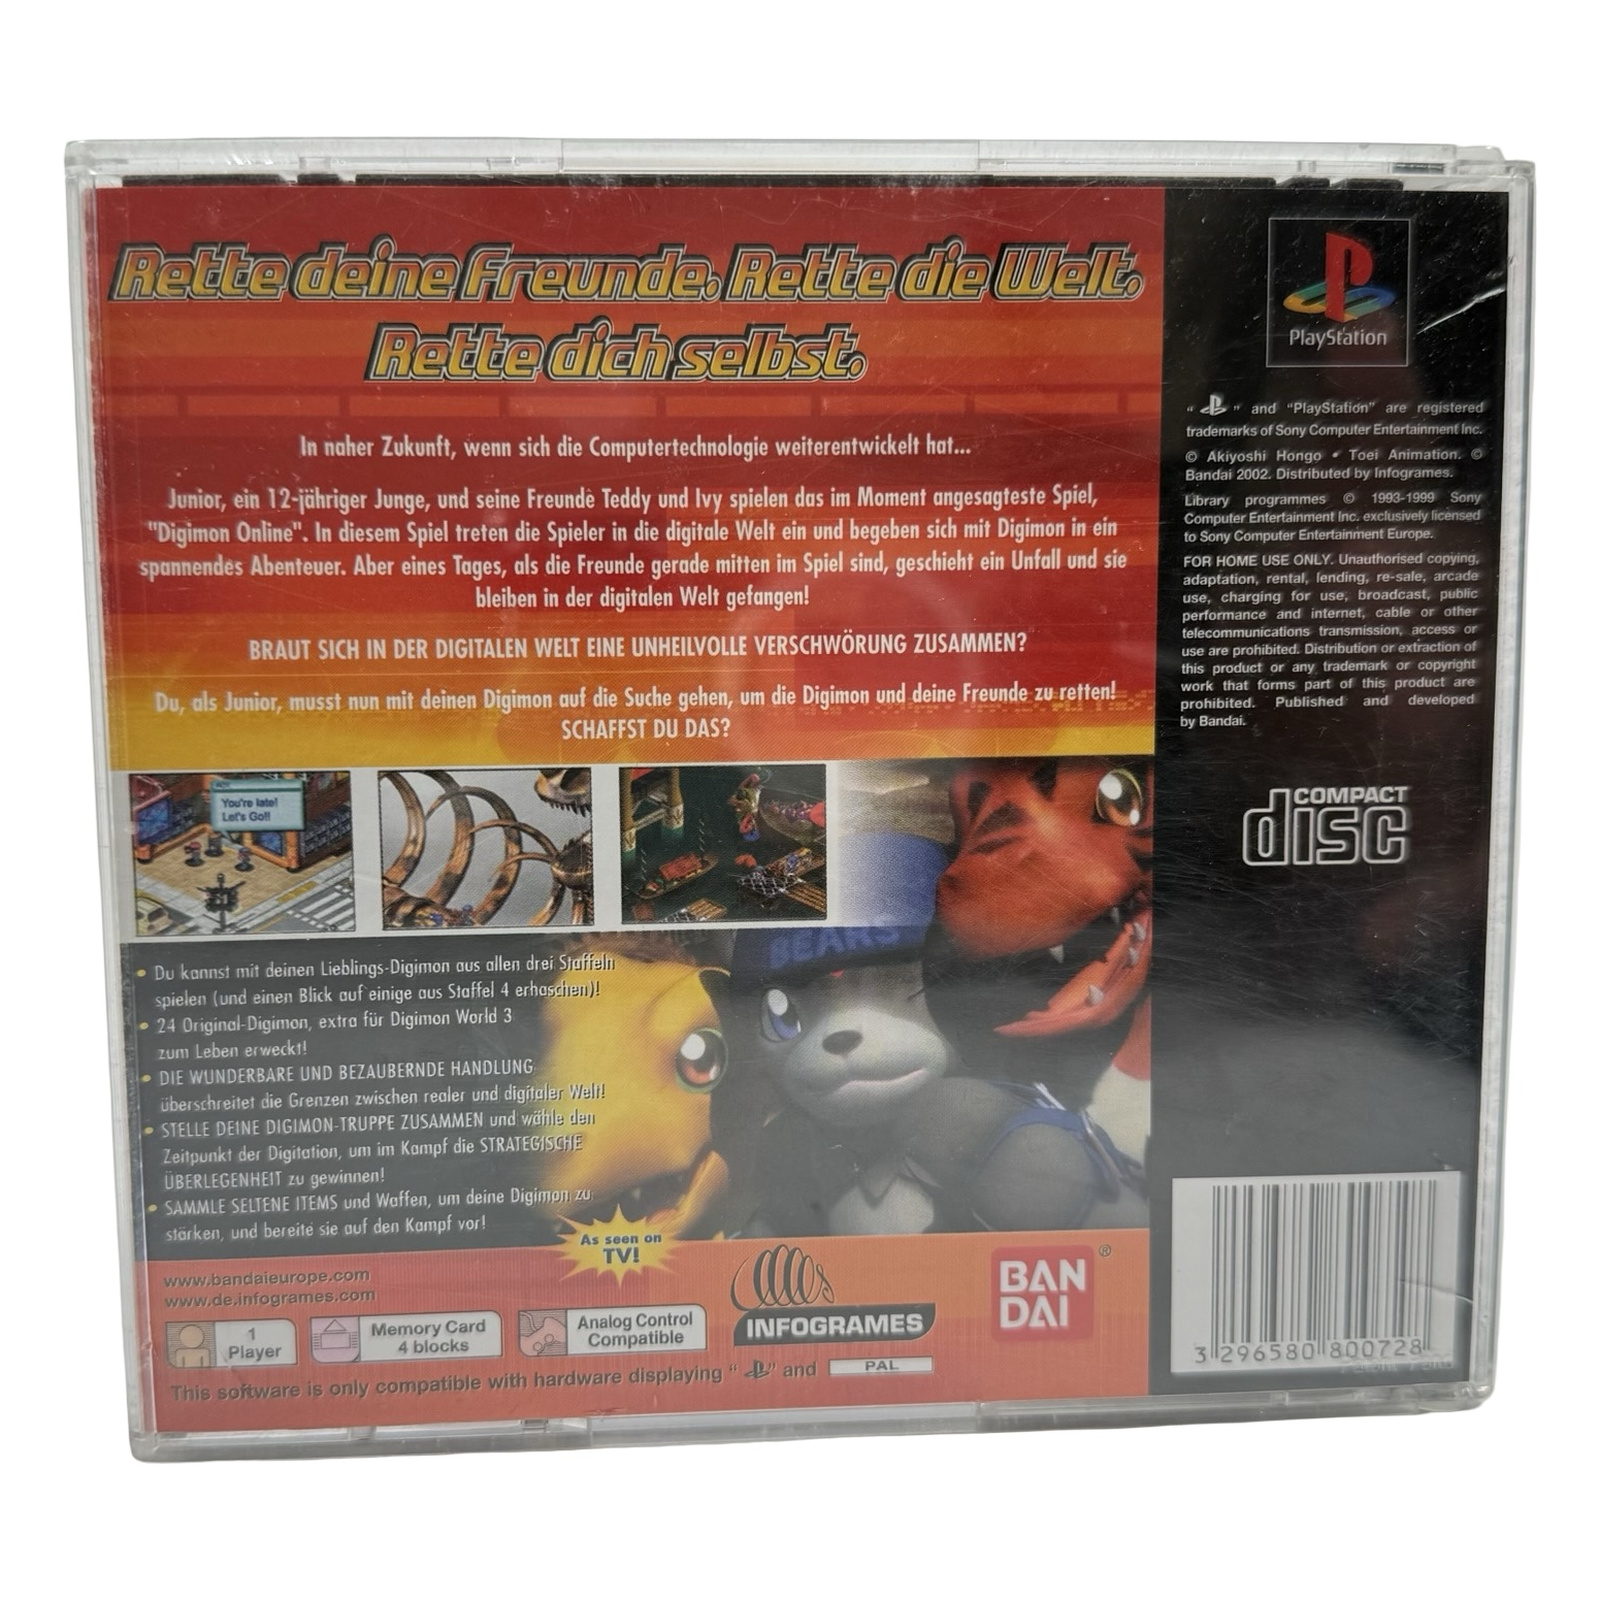 Rette deine Freunde. Rette die Welt.
Rette dich selbst.
In naher Zukunft, wenn sich die Computertechnologie weiterentwickelt hat...
Junior, ein 12-jähriger Junge, und seine Freunde Teddy und Ivy spielen das im Moment angesagteste Spiel,
"Digimon Online". In diesem Spiel treten die Spieler in die digitale Welt ein und begeben sich mit Digimon in ein
spannendes Abenteuer. Aber eines Tages, als die Freunde gerade mitten im Spiel sind, geschieht ein Unfall und sie
bleiben in der digitalen Welt gefangen!
BRAUT SICH IN DER DIGITALEN WELT EINE UNHEILVOLLE VERSCHWÖRUNG ZUSAMMEN?
Du, als Junior, musst nun mit deinen Digimon auf die Suche gehen, um die Digimon und deine Freunde zu retten!
SCHAFFST DU DAS?
You're late!
Let's Go!!
BEARS
• Du kannst mit deinen Lieblings-Digimon aus allen drei Staffeln
spielen (und einen Blick auf einige aus Staffel 4 erhaschen)!
• 24 Original-Digimon, extra für Digimon World 3
zum Leben erweckt!
• DIE WUNDERBARE UND BEZAUBERNDE HANDLUNG
überschreitet die Grenzen zwischen realer und digitaler Welt!
• STELLE DEINE DIGIMON-TRUPPE ZUSAMMEN und wähle den
Zeitpunkt der Digitation, um im Kampf die STRATEGISCHE
ÜBERLEGENHEIT zu gewinnen!
• SAMMLE SELTENE ITEMS und Waffen, um deine Digimon zu
stärken, und bereite sie auf den Kampf vor!
As seen on
TV!
www.bandaieurope.com
www.de.infogrames.com
1
Player
Memory Card
4 blocks
Analog Control
Compatible
INFOGRAMES
BAN
DAI
®
This software is only compatible with hardware displaying " " and PAL
PlayStation
" " and "PlayStation" are registered
trademarks of Sony Computer Entertainment Inc.
© Akiyoshi Hongo • Toei Animation. ©
Bandai 2002. Distributed by Infogrames.
Library programmes © 1993-1999 Sony
Computer Entertainment Inc. exclusively licensed
to Sony Computer Entertainment Europe.
FOR HOME USE ONLY. Unauthorised copying,
adaptation, rental, lending, re-sale, arcade
use, charging for use, broadcast, public
performance and internet, cable or other
telecommunications transmission, access or
use are prohibited. Distribution or extraction of
this product or any trademark or copyright
work that forms part of this product are
prohibited. Published and developed
by Bandai.
COMPACT
disc
3 296580 800728